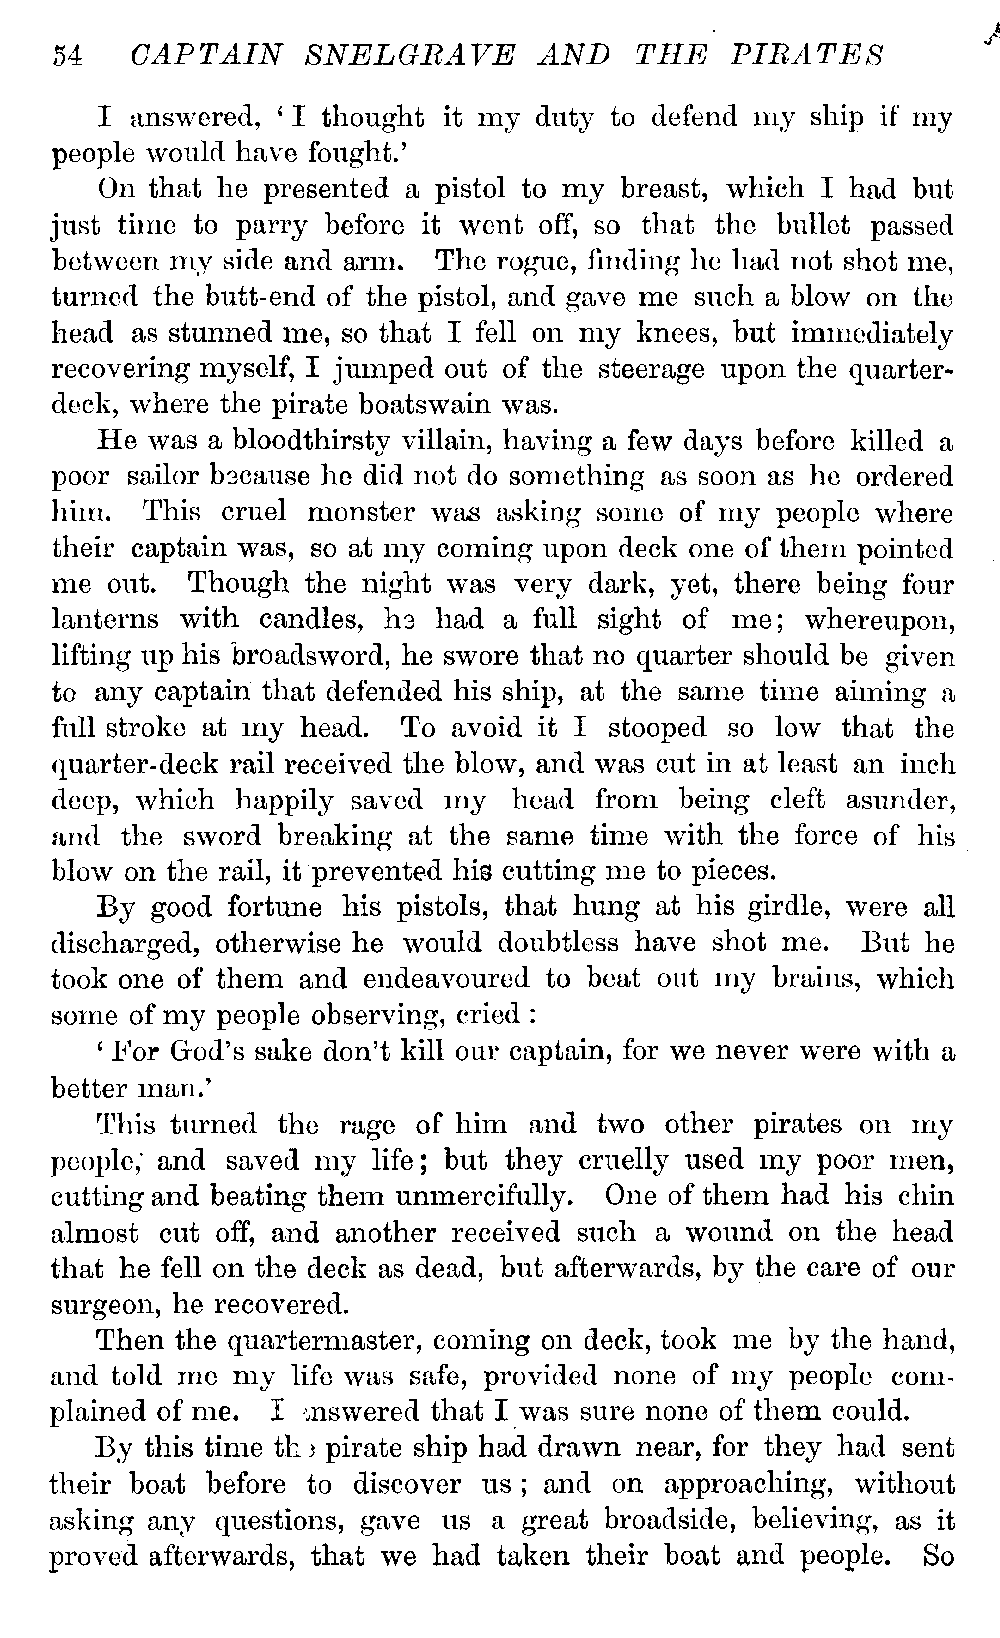 54 CAPTAIN SNELGRAVE AND THE PIRATES
I answered, ‘I thought it my duty to defend my ship if my
people would have fought.’
On that he presented a pistol to my breast, which I had but
just time to parry before it went off, so that the bullet passed
between my side and arm. The rogue, finding he had not shot me,
turned the butt-end of the pistol, and gave me such a blow on the
head as stunned me, so that I fell on my knees, but immediately
recovering myself, I jumped out of the steerage upon the quarter-
deck, where the pirate boatswain was.
He was a bloodthirsty villain, having a few days before killed a
poor sailor because he did not do something as soon as he ordered
him. This cruel monster was asking some of my people where
their captain was, so at my coming upon deck one of them pointed
me out. Though the night was very dark, yet, there being four
lanterns with candles, he had a full sight of me; whereupon,
lifting up his broadsword, he swore that no quarter should be given
to any captain that defended his ship, at the same time aiming a
full stroke at my head. To avoid it I stooped so low that the
quarter-deck rail received the blow, and was cut in at least an inch
deep, which happily saved my head from being cleft asunder,
and the sword breaking at the same time with the force of his
blow on the rail, it prevented his cutting me to pieces.
By good fortune his pistols, that hung at his girdle, were all
discharged, otherwise he would doubtless have shot me. But he
took one of them and endeavoured to beat out my brains, which
some of my people observing, cried :
‘For God’s sake don’t kill our captain, for we never were with a
better man.’
This turned the rage of him and two other pirates on my
people, and saved my life; but they cruelly used my poor men,
cutting and beating them unmercifully. One of them had his chin
almost cut off, and another received such a wound on the head
that he fell on the deck as dead, but afterwards, by the care of our
surgeon, he recovered.
Then the quartermaster, coming on deck, took me by the hand,
and told me my life was safe, provided none of my people com-
plained of me. I answered that I was sure none of them could.
By this time the pirate ship had drawn near, for they had sent
their boat before to discover us ; and on approaching, without
asking any questions, gave us a great broadside, believing, as it
proved afterwards, that we had taken their boat and people. So